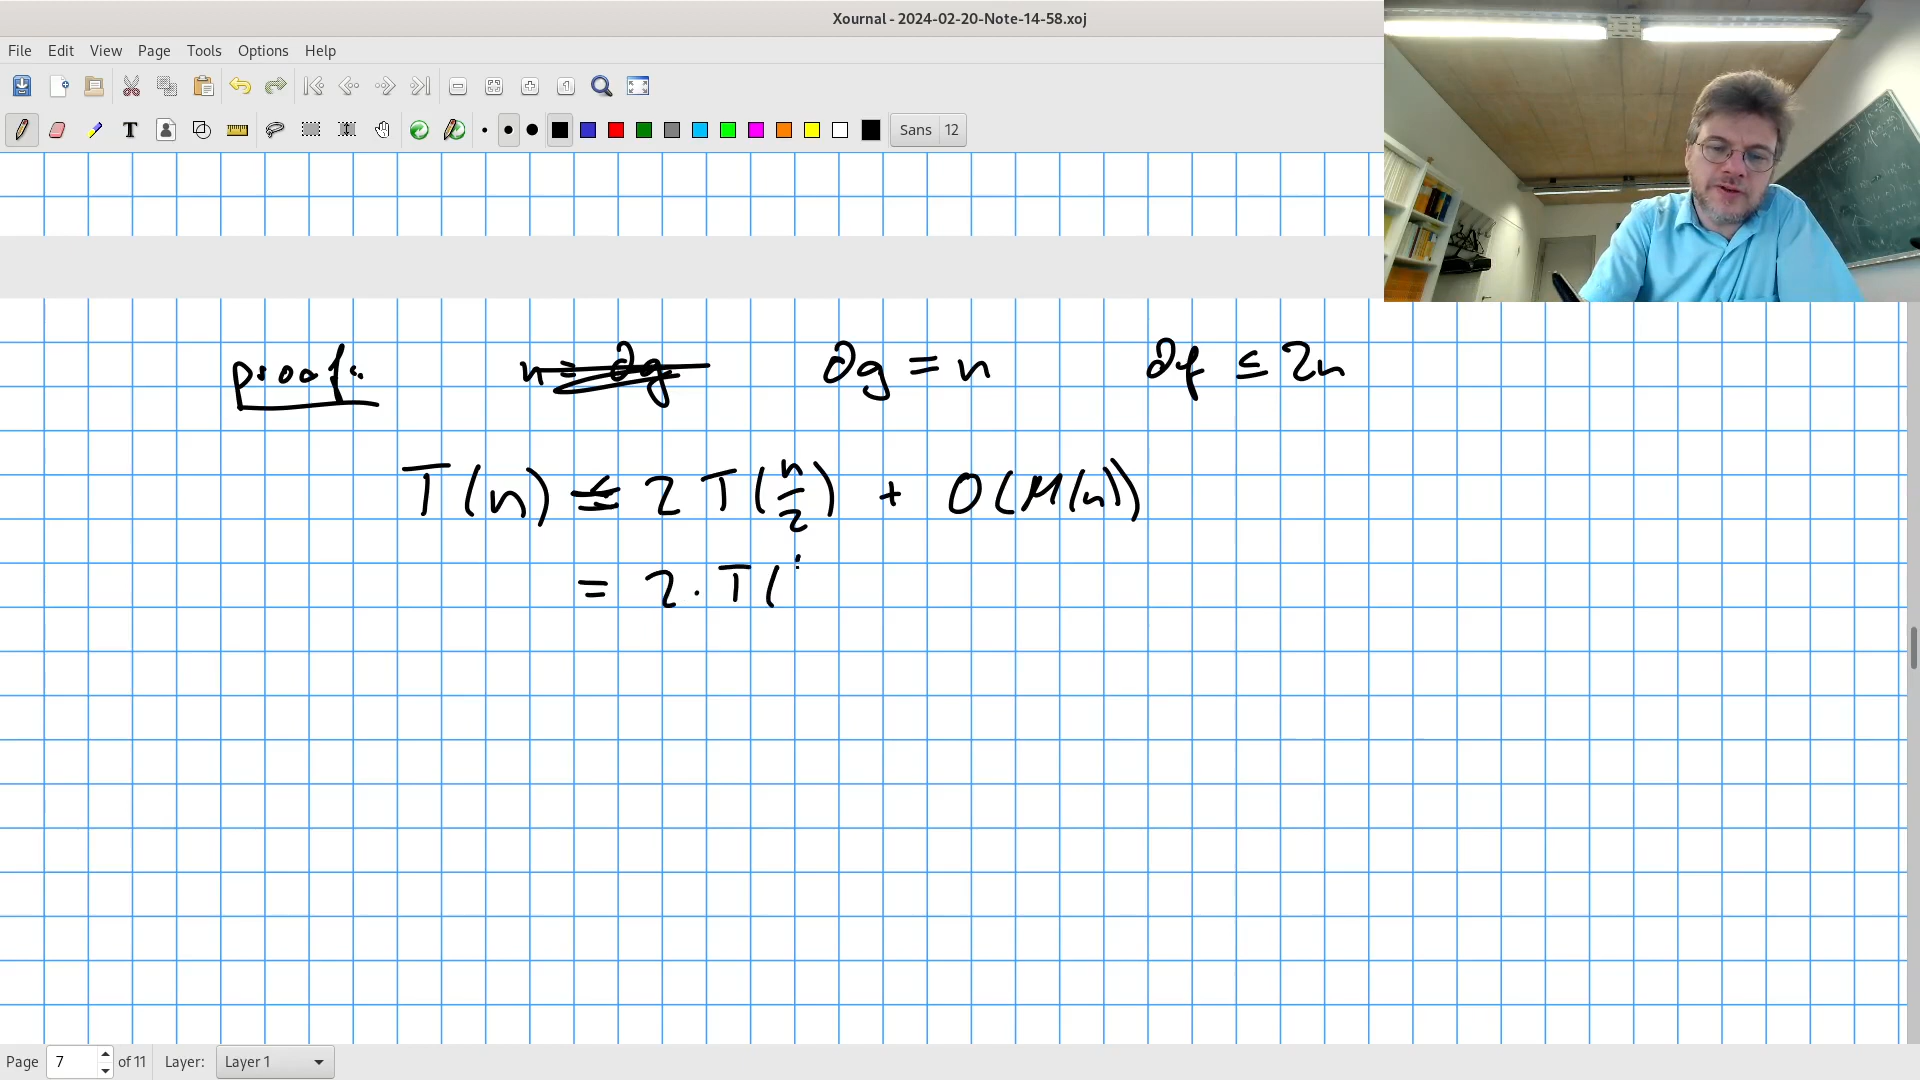 Xournal - 2024-02-20-Note-14-58.xoj
File Edit View Page Tools Options Help
Sans 12
proof: ~~n = ∂g~~ ∂g = n ∂f ≤ 2n
T(n) ≤ 2 T(n/2) + O(M(n))
= 2 · T(
Page 7 of 11 Layer: Layer 1